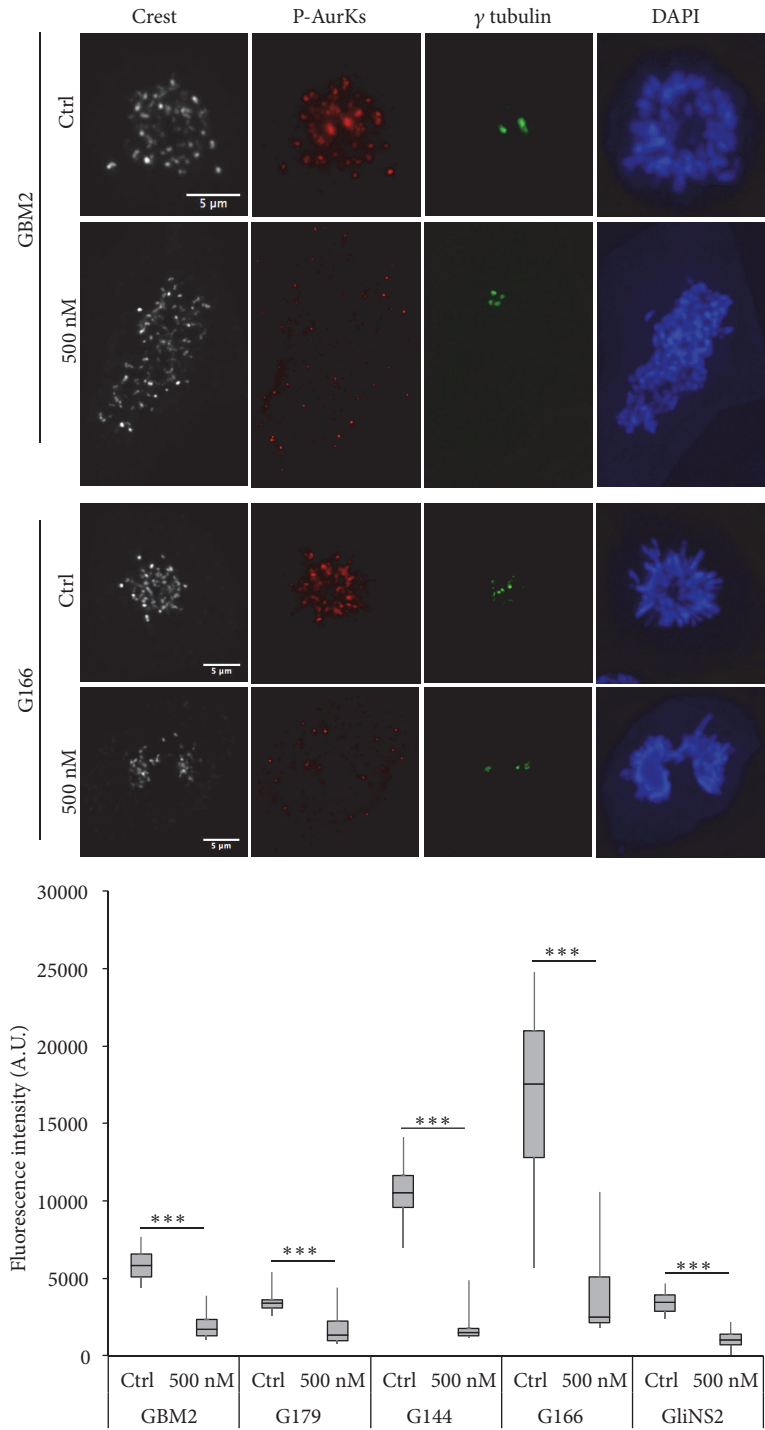 Crest P-AurKs γ tubulin DAPI
GBM2
Ctrl
5 μm
500 nM
G166
Ctrl
5 μm
500 nM
5 μm
Fluorescence intensity (A.U.)
30000
25000
20000
15000
10000
5000
0
***
***
***
***
***
Ctrl 500 nM Ctrl 500 nM Ctrl 500 nM Ctrl 500 nM Ctrl 500 nM
GBM2 G179 G144 G166 GliNS2